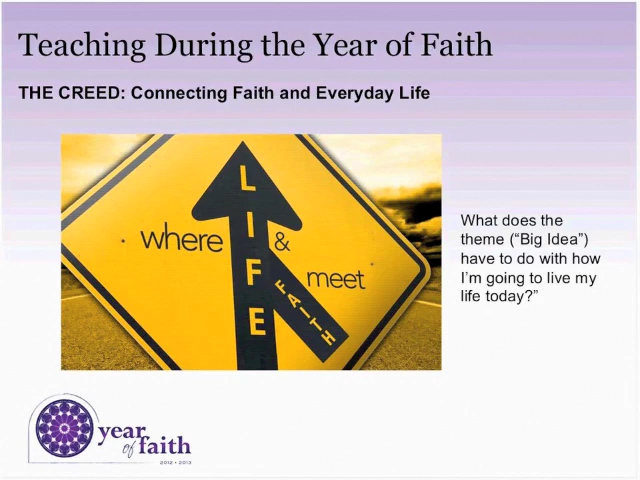 Teaching During the Year of Faith
THE CREED: Connecting Faith and Everyday Life
where LIFE & FAITH meet
What does the
theme (“Big Idea”)
have to do with how
I’m going to live my
life today?”
year
of faith
2012 • 2013